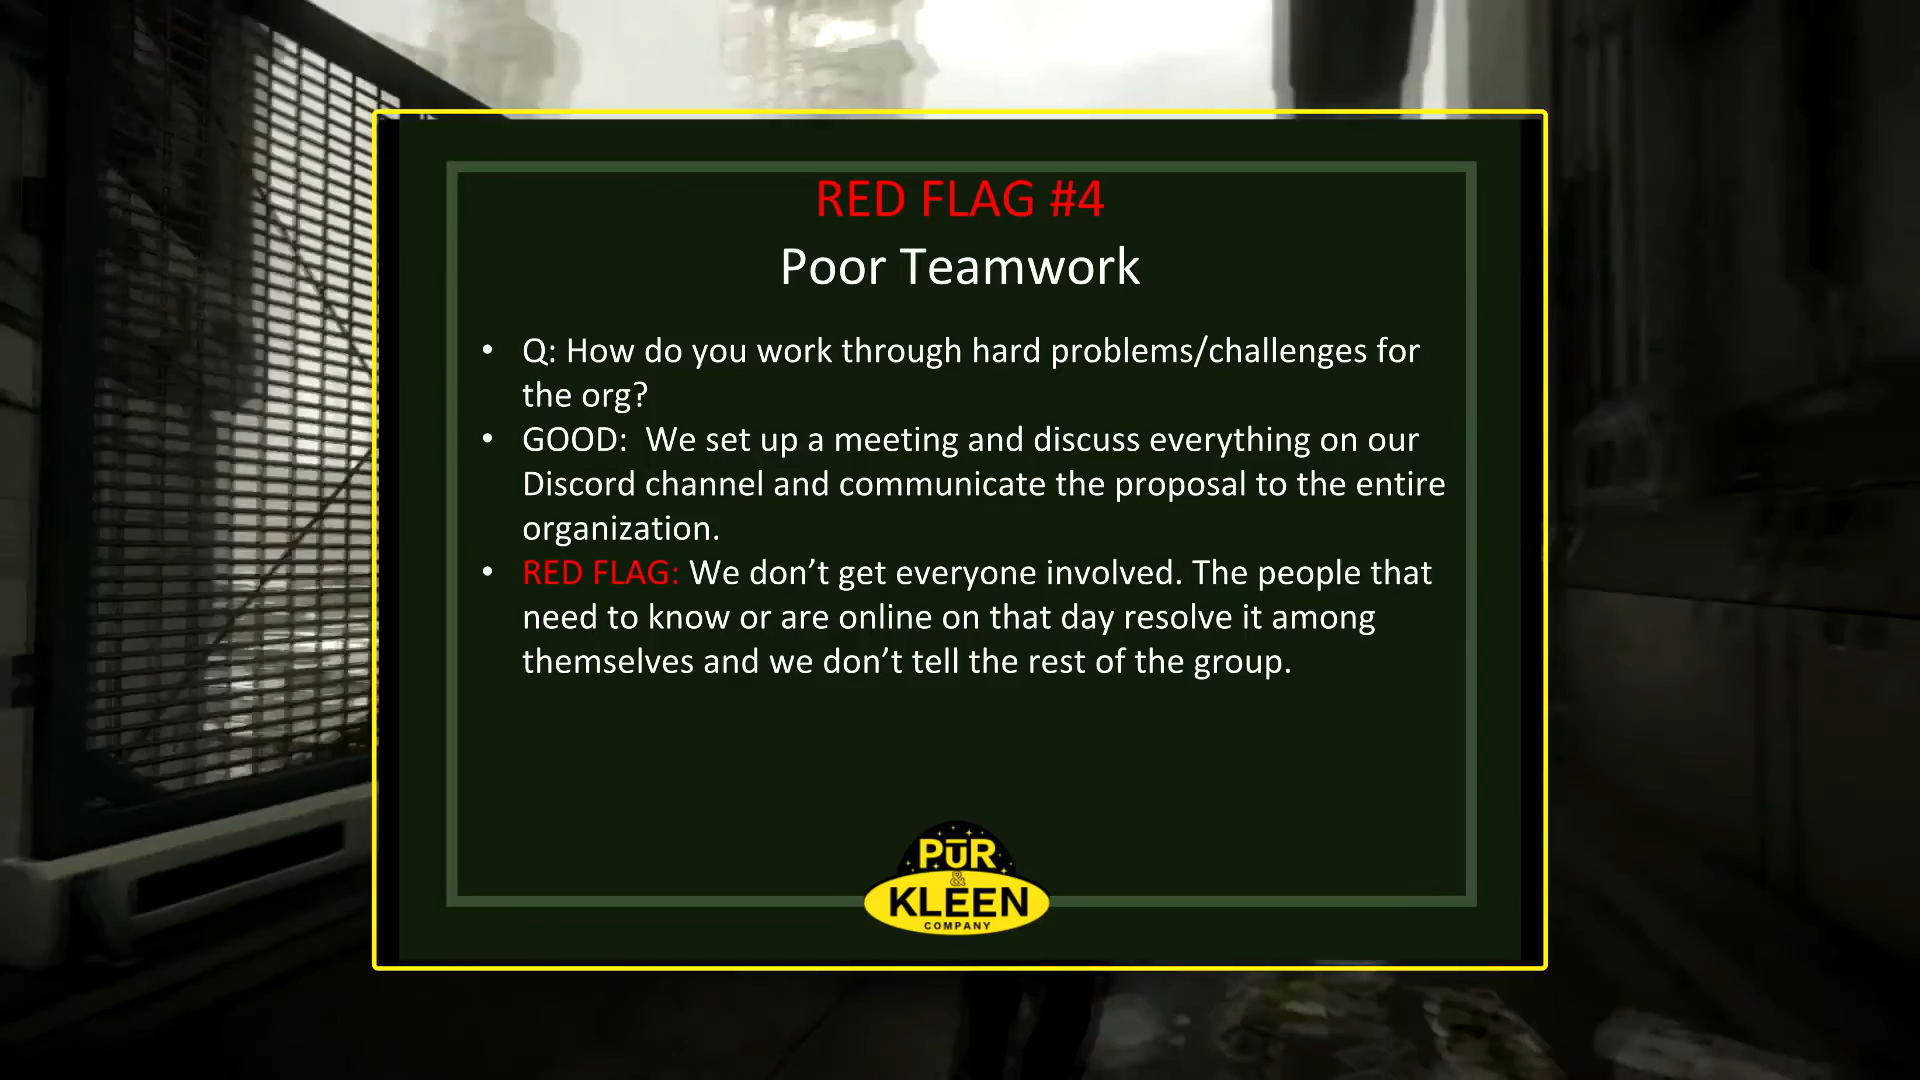 RED FLAG #4
Poor Teamwork
• Q: How do you work through hard problems/challenges for
the org?
• GOOD:  We set up a meeting and discuss everything on our
Discord channel and communicate the proposal to the entire
organization.
• RED FLAG: We don’t get everyone involved. The people that
need to know or are online on that day resolve it among
themselves and we don’t tell the rest of the group.
PūR
&
KLEEN
COMPANY